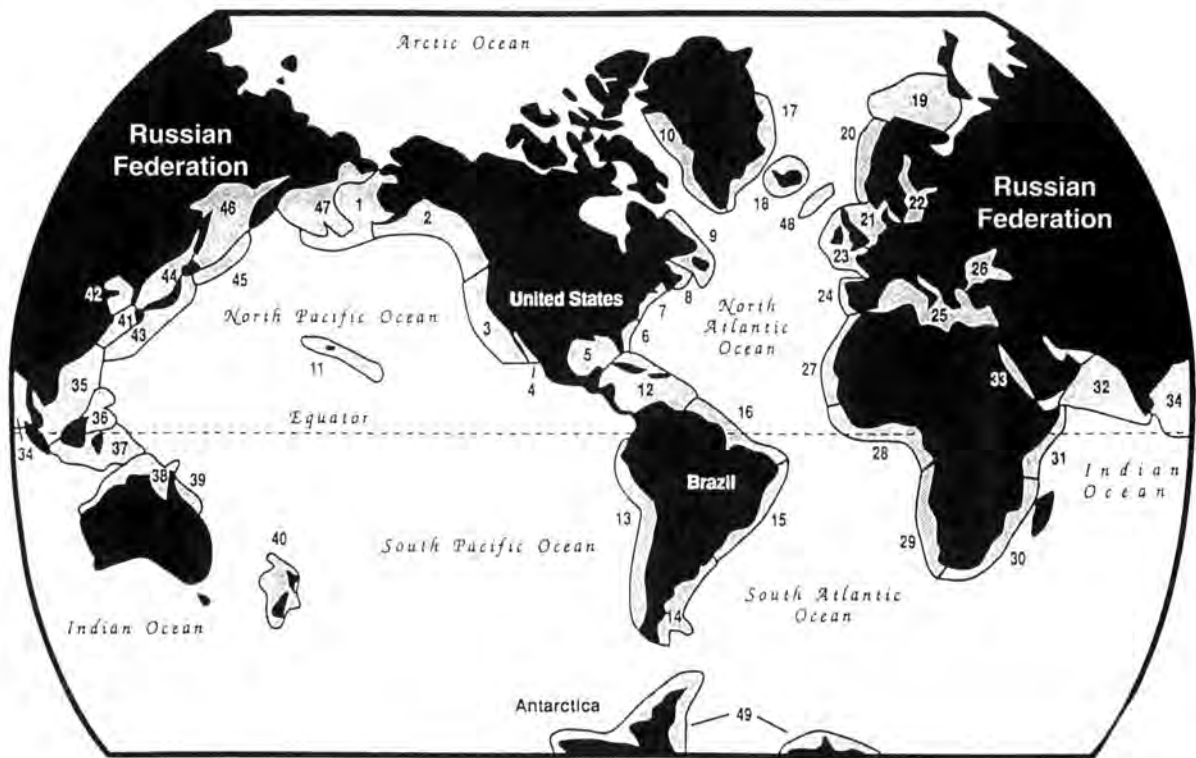 Arctic Ocean
17
19
10
20
Russian
Federation
Russian
Federation
46
47
1
2
18
48
21
22
9
23
26
45
44
42
8
24
41
43
North Pacific Ocean
United States
7
North
Atlantic
Ocean
25
3
6
5
11
4
27
33
32
35
12
34
36
16
Equator
34
37
28
31
Indian
Ocean
38
39
Brazil
13
15
40
South Pacific Ocean
29
30
South Atlantic
Ocean
14
Indian Ocean
Antarctica
49